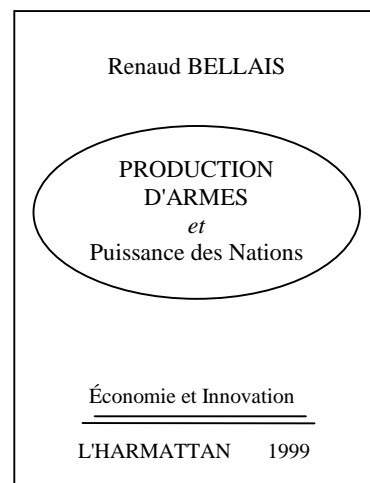 Renaud BELLAIS
PRODUCTION
D'ARMES
et
Puissance des Nations
Économie et Innovation
L'HARMATTAN 1999